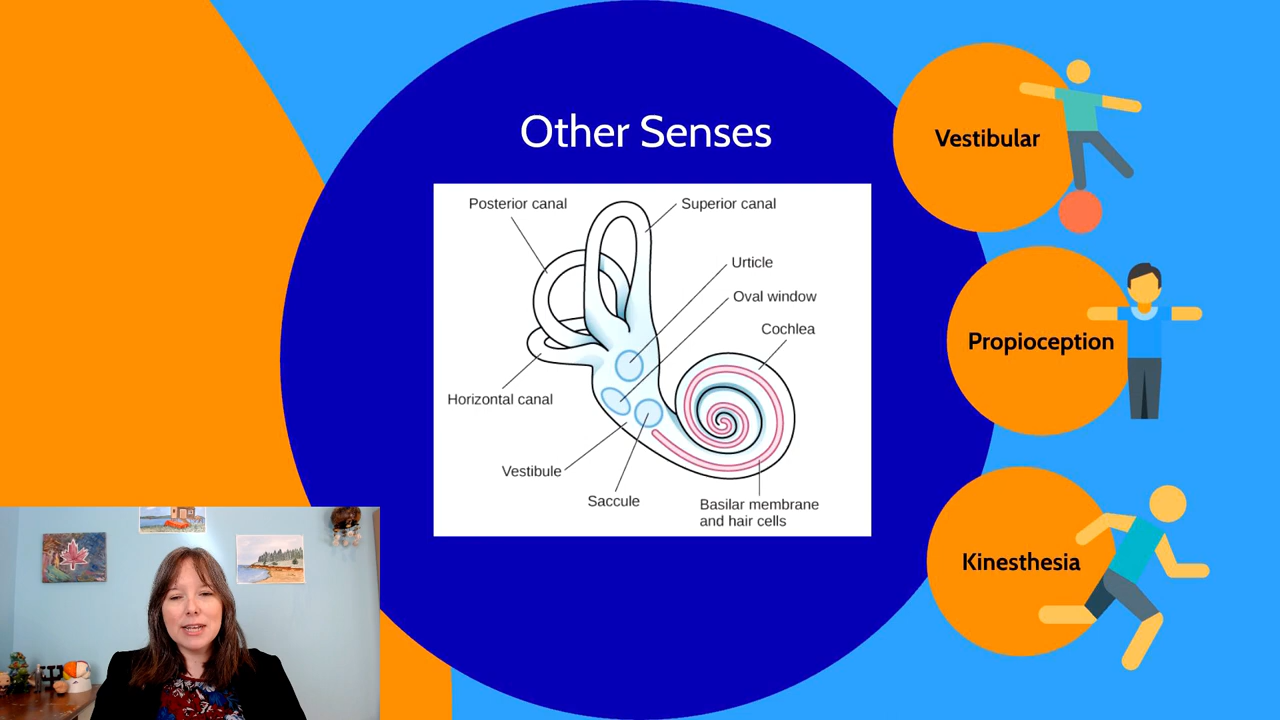 Other Senses
Posterior canal
Superior canal
Urticle
Oval window
Cochlea
Horizontal canal
Vestibule
Saccule
Basilar membrane
and hair cells
Vestibular
Propioception
Kinesthesia